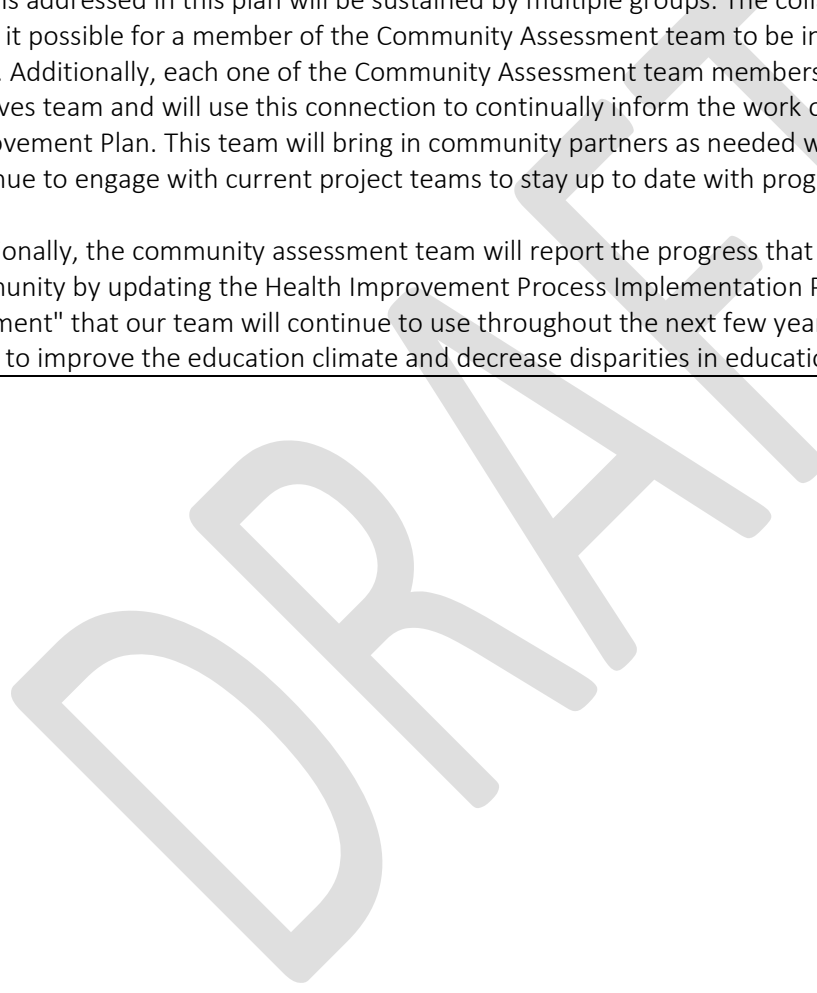 is addressed in this plan will be sustained by multiple groups. The coll
it possible for a member of the Community Assessment team to be in
. Additionally, each one of the Community Assessment team members
ves team and will use this connection to continually inform the work o
ovement Plan. This team will bring in community partners as needed w
nue to engage with current project teams to stay up to date with prog
onally, the community assessment team will report the progress that
munity by updating the Health Improvement Process Implementation P
ment" that our team will continue to use throughout the next few year
to improve the education climate and decrease disparities in educatio
DRAFT